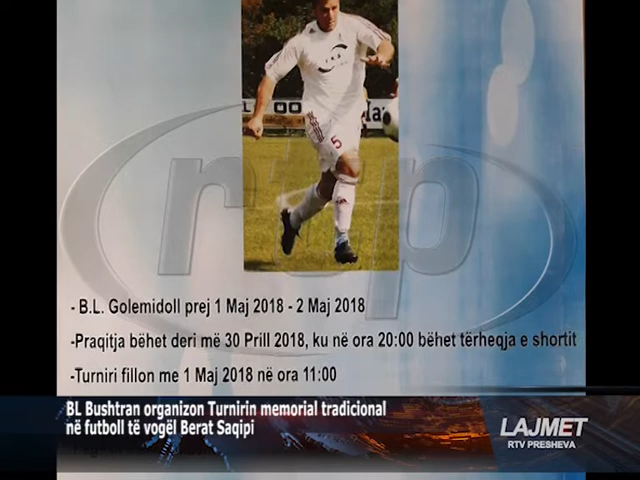 5
rtp
- B.L. Golemidoll prej 1 Maj 2018 - 2 Maj 2018
-Praqitja bëhet deri më 30 Prill 2018, ku në ora 20:00 bëhet tërheqja e shortit
-Turniri fillon me 1 Maj 2018 në ora 11:00
BL Bushtran organizon Turnirin memorial tradicional
në futboll të vogël Berat Saqipi
LAJMET
RTV PRESHEVA